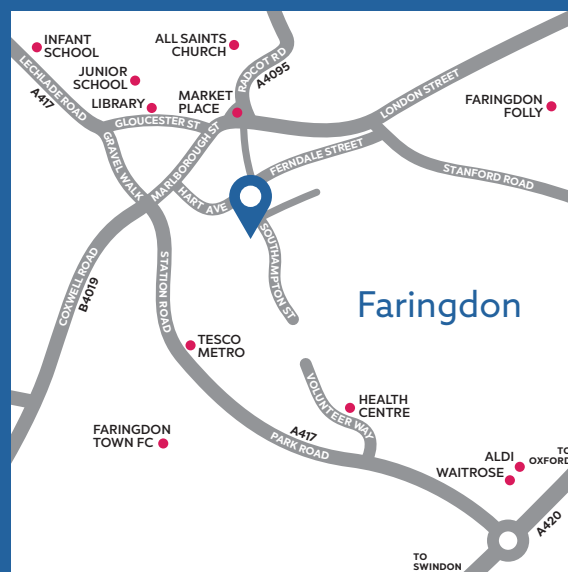 INFANT
SCHOOL
ALL SAINTS
CHURCH
RADCOT RD
A4095
LECHLADE ROAD
A417
JUNIOR
SCHOOL
LIBRARY
MARKET
PLACE
GLOUCESTER ST
LONDON STREET
FARINGDON
FOLLY
GRAVEL WALK
MARLBOROUGH ST
FERNDALE STREET
STANFORD ROAD
HART AVE
SOUTHAMPTON ST
COXWELL ROAD
B4019
STATION ROAD
Faringdon
TESCO
METRO
VOLUNTEER WAY
HEALTH
CENTRE
FARINGDON
TOWN FC
A417
PARK ROAD
ALDI
WAITROSE
TO
OXFORD
A420
TO
SWINDON